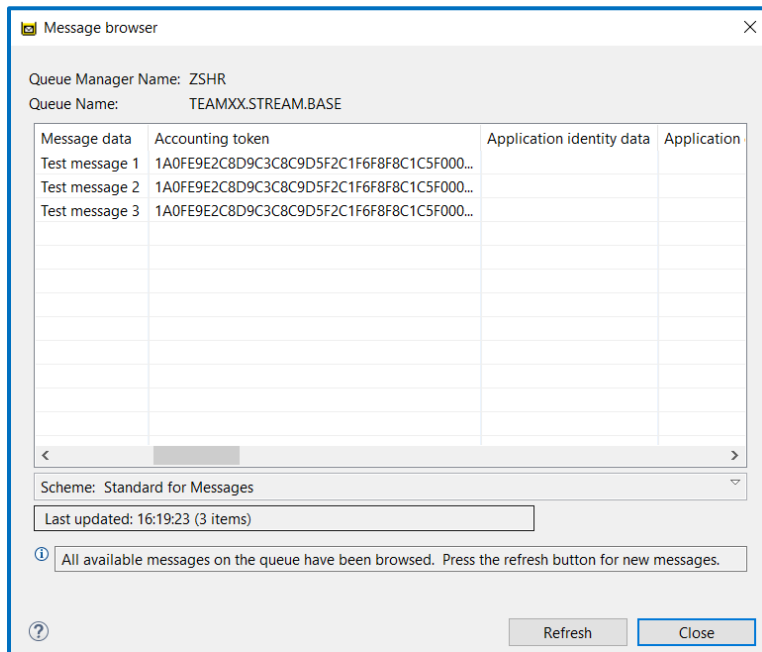 Message browser
Queue Manager Name: ZSHR
Queue Name: TEAMXX.STREAM.BASE
Message data Accounting token Application identity data Application
Test message 1 1A0FE9E2C8D9C3C8C9D5F2C1F6F8F8C1C5F000...
Test message 2 1A0FE9E2C8D9C3C8C9D5F2C1F6F8F8C1C5F000...
Test message 3 1A0FE9E2C8D9C3C8C9D5F2C1F6F8F8C1C5F000...
Scheme: Standard for Messages
Last updated: 16:19:23 (3 items)
All available messages on the queue have been browsed. Press the refresh button for new messages.
Refresh Close